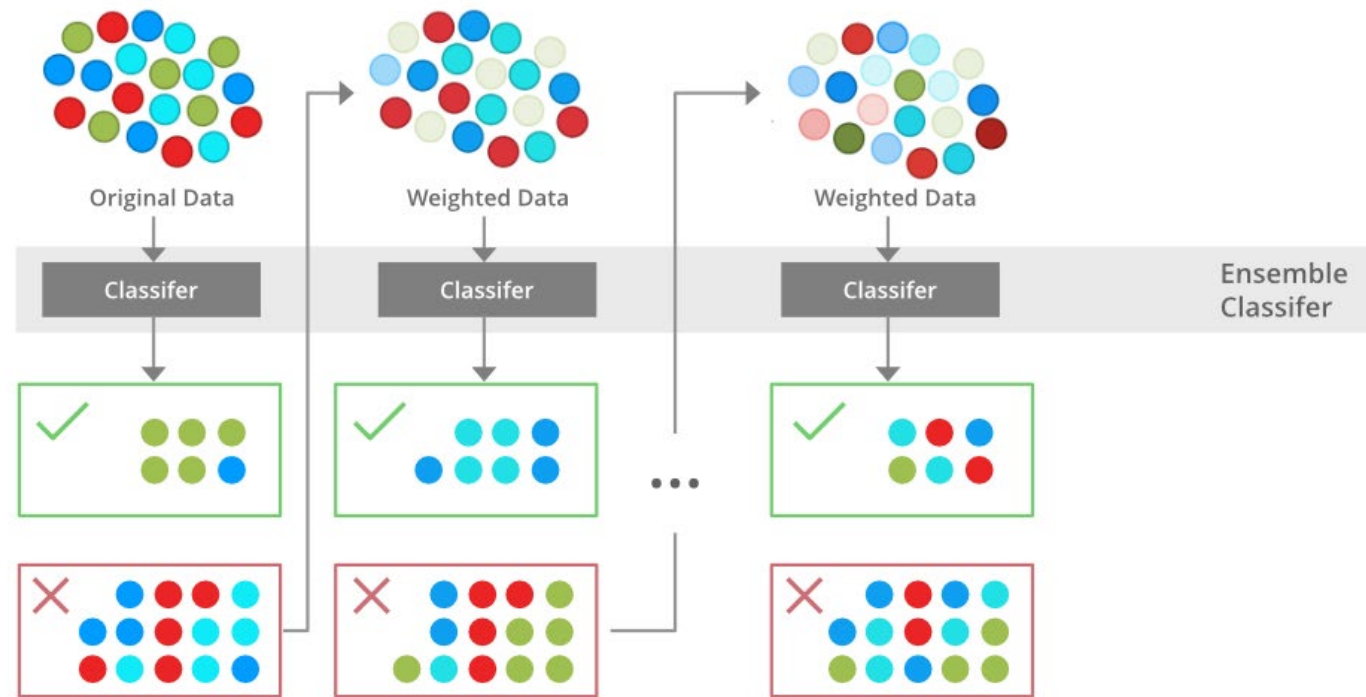 Original Data
Weighted Data
Weighted Data
Classifer
Classifer
Classifer
Ensemble
Classifer
...